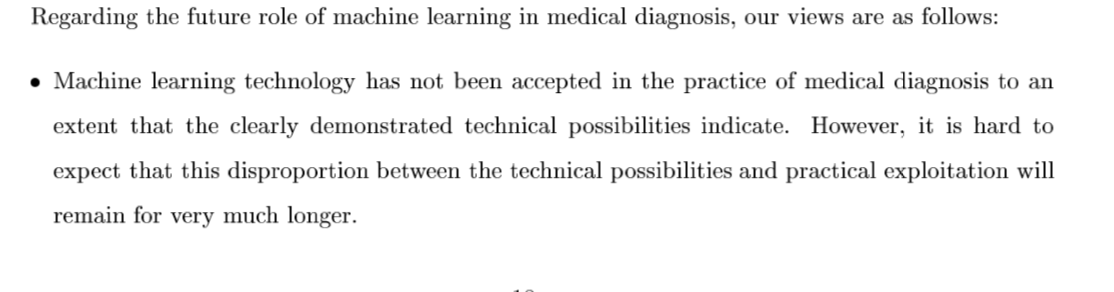 Regarding the future role of machine learning in medical diagnosis, our views are as follows:
• Machine learning technology has not been accepted in the practice of medical diagnosis to an
extent that the clearly demonstrated technical possibilities indicate. However, it is hard to
expect that this disproportion between the technical possibilities and practical exploitation will
remain for very much longer.